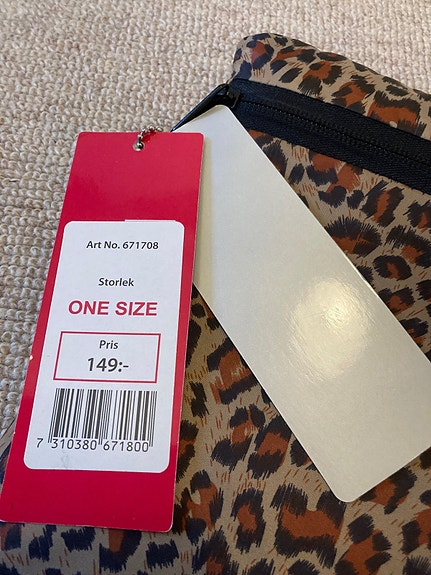 Art No. 671708
Storlek
ONE SIZE
Pris
149:-
7 310380 671800